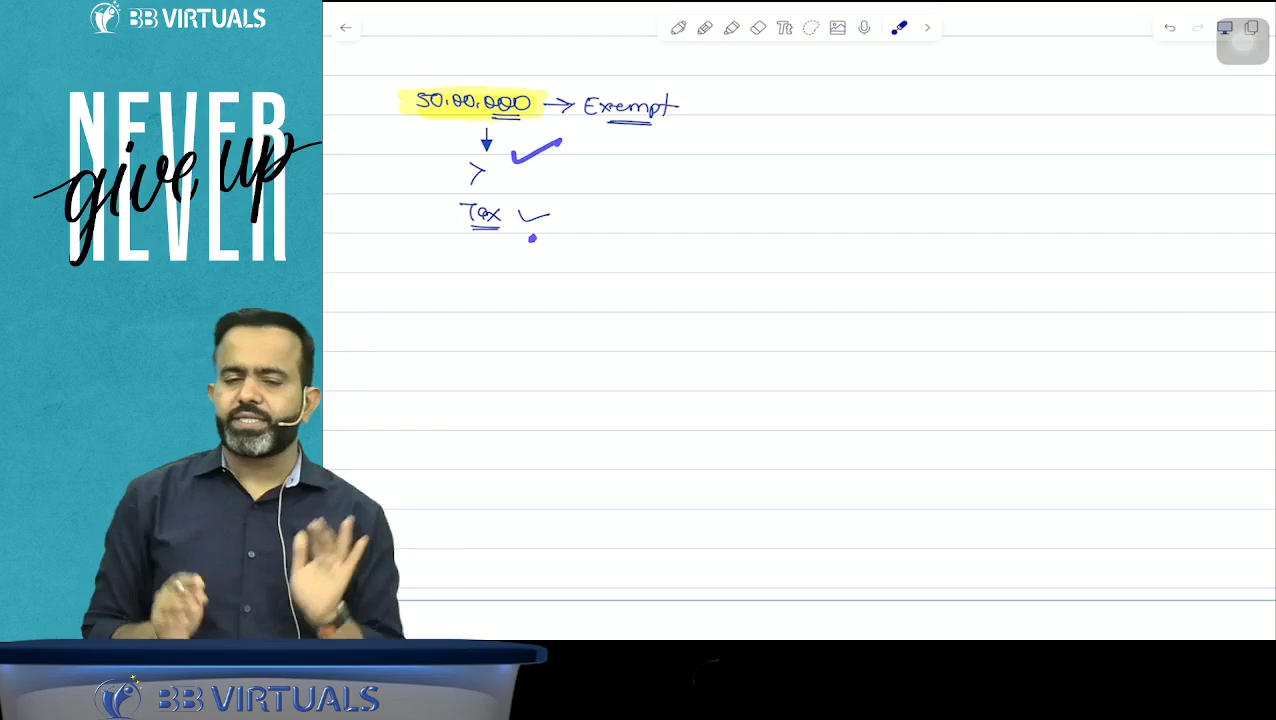 BB VIRTUALS
NEVER
give up
NEVER
50,00,000 → Exempt
↓ ✓
>
Tax ✓
BB VIRTUALS